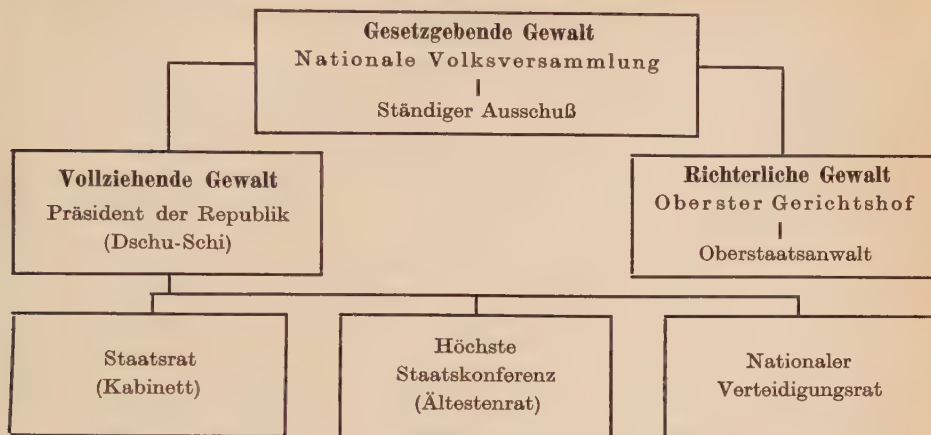 Gesetzgebende Gewalt
Nationale Volksversammlung
Ständiger Ausschuß
Vollziehende Gewalt
Präsident der Republik
(Dschu-Schi)
Richterliche Gewalt
Oberster Gerichtshof
Oberstaatsanwalt
Staatsrat
(Kabinett)
Höchste
Staatskonferenz
(Ältestenrat)
Nationaler
Verteidigungsrat